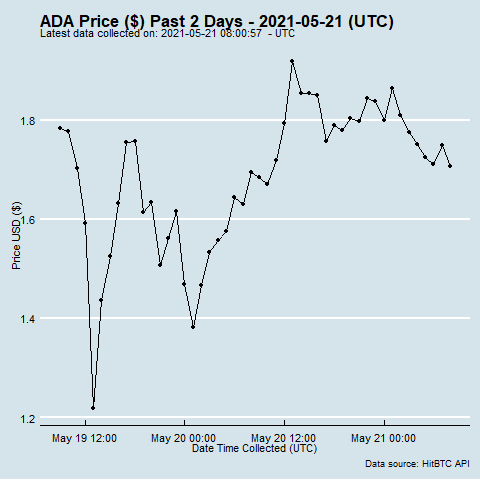 ADA Price ($) Past 2 Days - 2021-05-21 (UTC)
Latest data collected on: 2021-05-21 08:00:57 - UTC
1.8
1.6
1.4
1.2
Price USD ($)
May 19 12:00 May 20 00:00 May 20 12:00 May 21 00:00
Date Time Collected (UTC)
Data source: HitBTC API